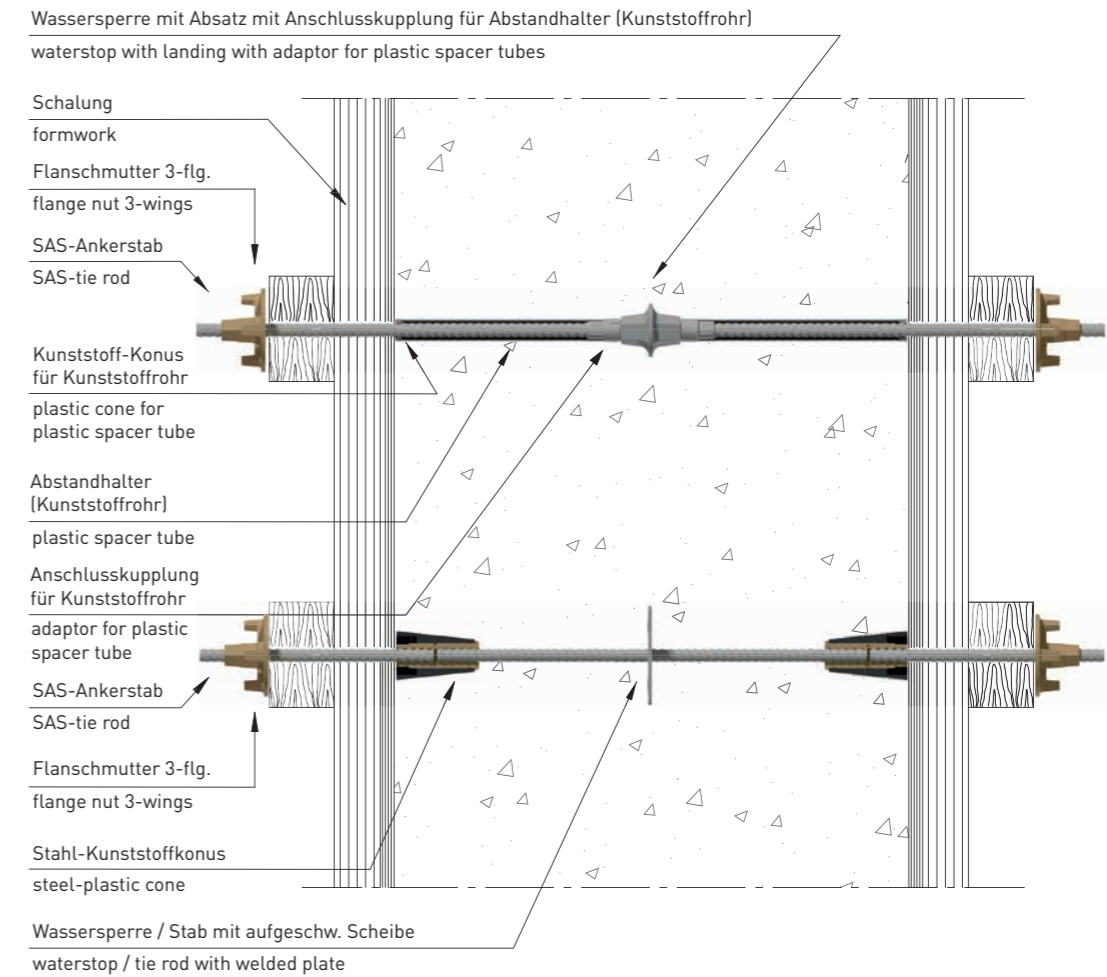 Wassersperre mit Absatz mit Anschlusskupplung für Abstandhalter (Kunststoffrohr)
waterstop with landing with adaptor for plastic spacer tubes
Schalung
formwork
Flanschmutter 3-flg.
flange nut 3-wings
SAS-Ankerstab
SAS-tie rod
Kunststoff-Konus
für Kunststoffrohr
plastic cone for
plastic spacer tube
Abstandhalter
(Kunststoffrohr)
plastic spacer tube
Anschlusskupplung
für Kunststoffrohr
adaptor for plastic
spacer tube
SAS-Ankerstab
SAS-tie rod
Flanschmutter 3-flg.
flange nut 3-wings
Stahl-Kunststoffkonus
steel-plastic cone
Wassersperre / Stab mit aufgeschw. Scheibe
waterstop / tie rod with welded plate